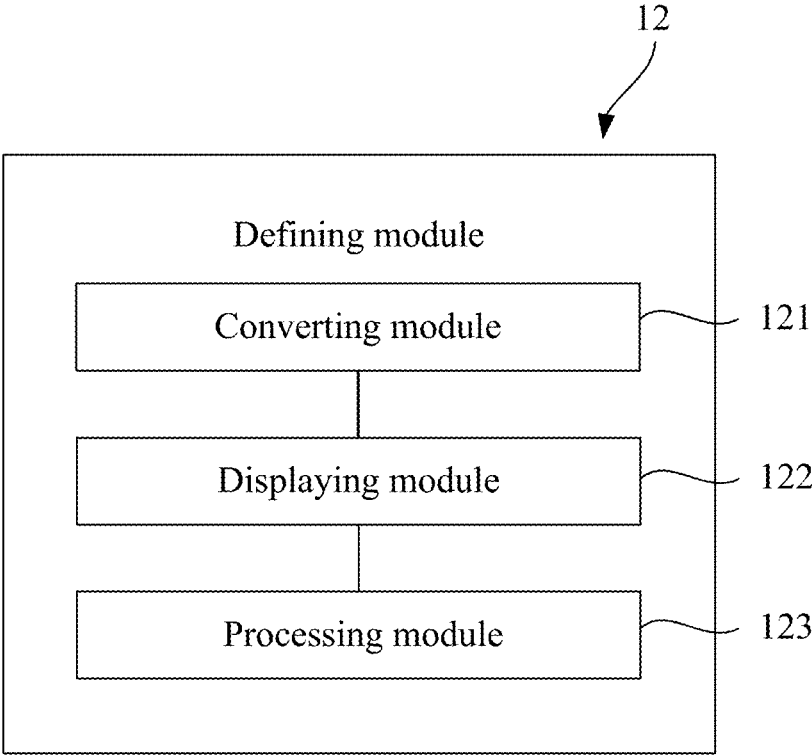 12
Defining module
Converting module
121
Displaying module
122
Processing module
123